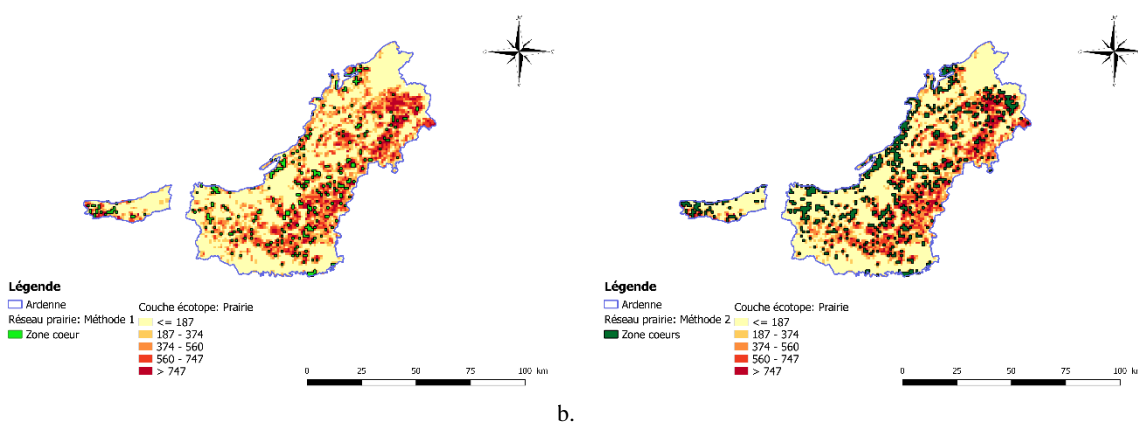 N
N
Légende
Ardenne
Réseau prairie: Méthode 1
Zone coeur
Couche écotope: Prairie
<= 187
187 - 374
374 - 560
560 - 747
> 747
0 25 50 75 100 km
Légende
Ardenne
Réseau prairie: Méthode 2
Zone coeurs
Couche écotope: Prairie
<= 187
187 - 374
374 - 560
560 - 747
> 747
0 25 50 75 100 km
b.